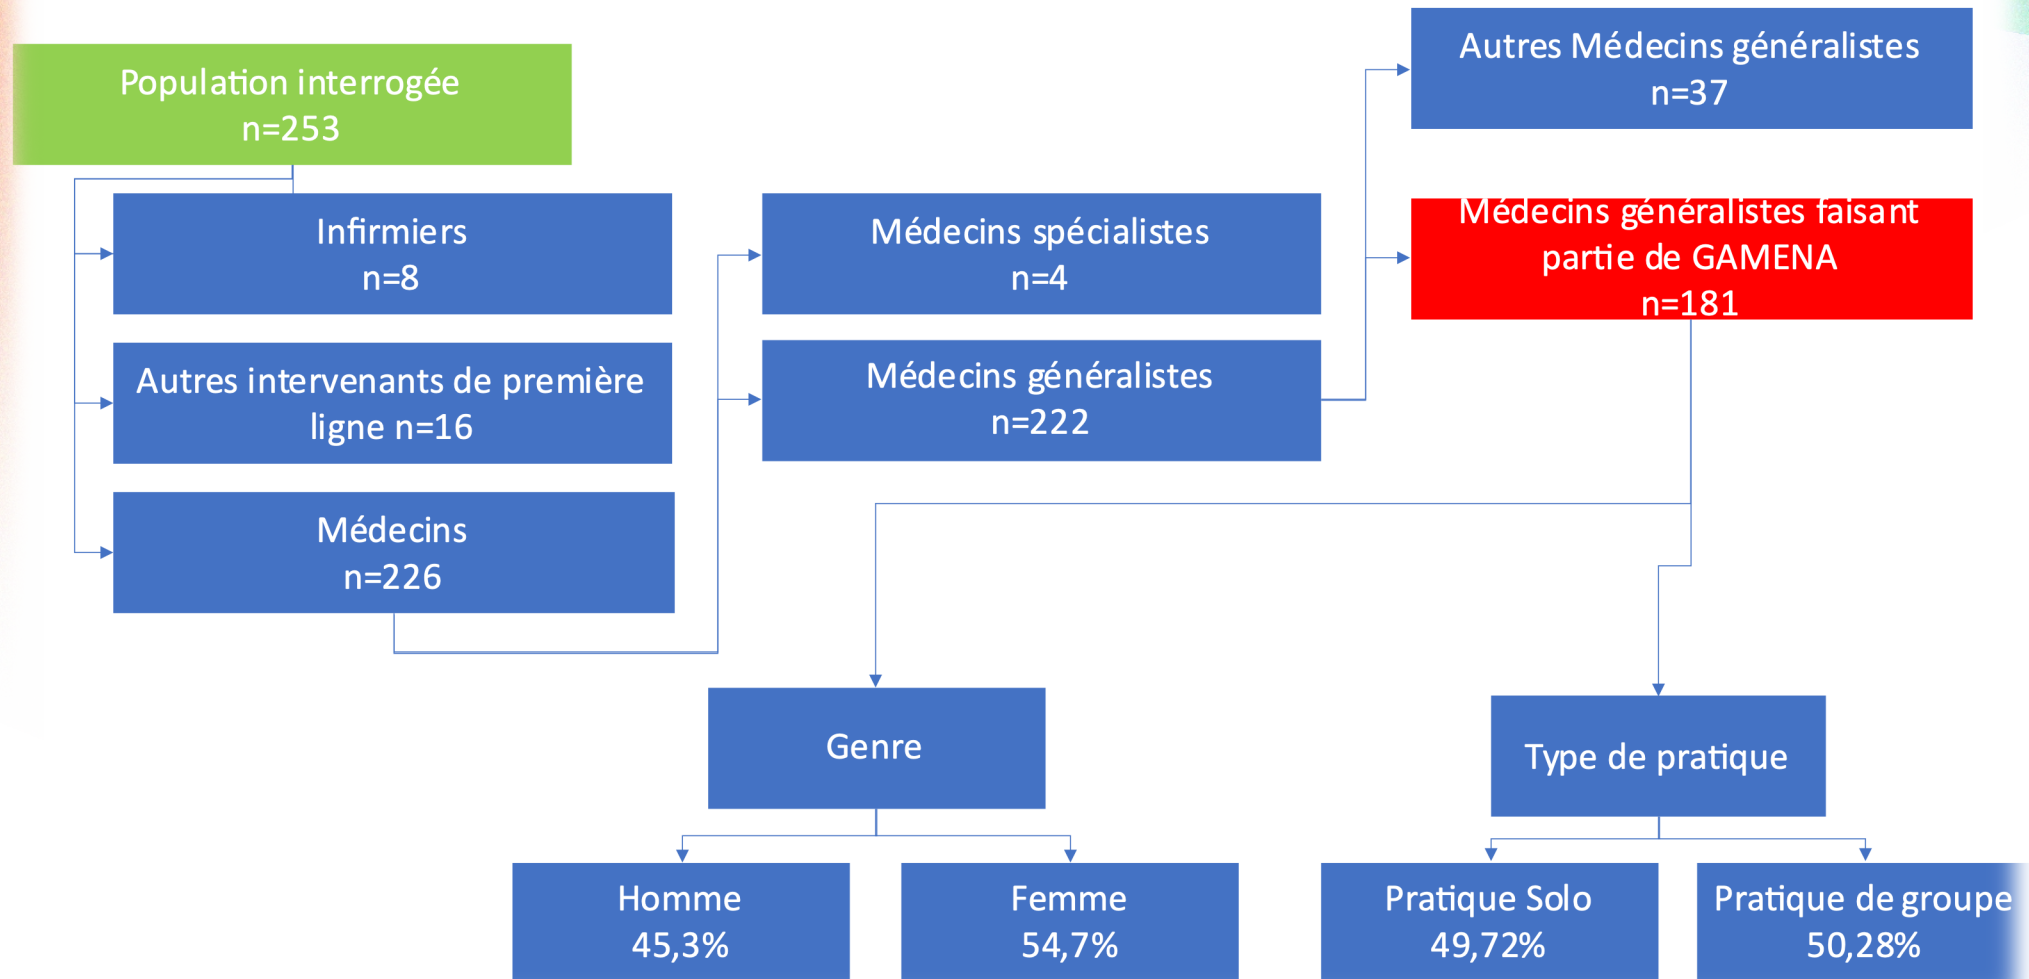 Population interrogée
n=253
Infirmiers
n=8
Autres intervenants de première
ligne n=16
Médecins
n=226
Médecins spécialistes
n=4
Médecins généralistes
n=222
Autres Médecins généralistes
n=37
Médecins généralistes faisant
partie de GAMENA
n=181
Genre
Homme
45,3%
Femme
54,7%
Type de pratique
Pratique Solo
49,72%
Pratique de groupe
50,28%